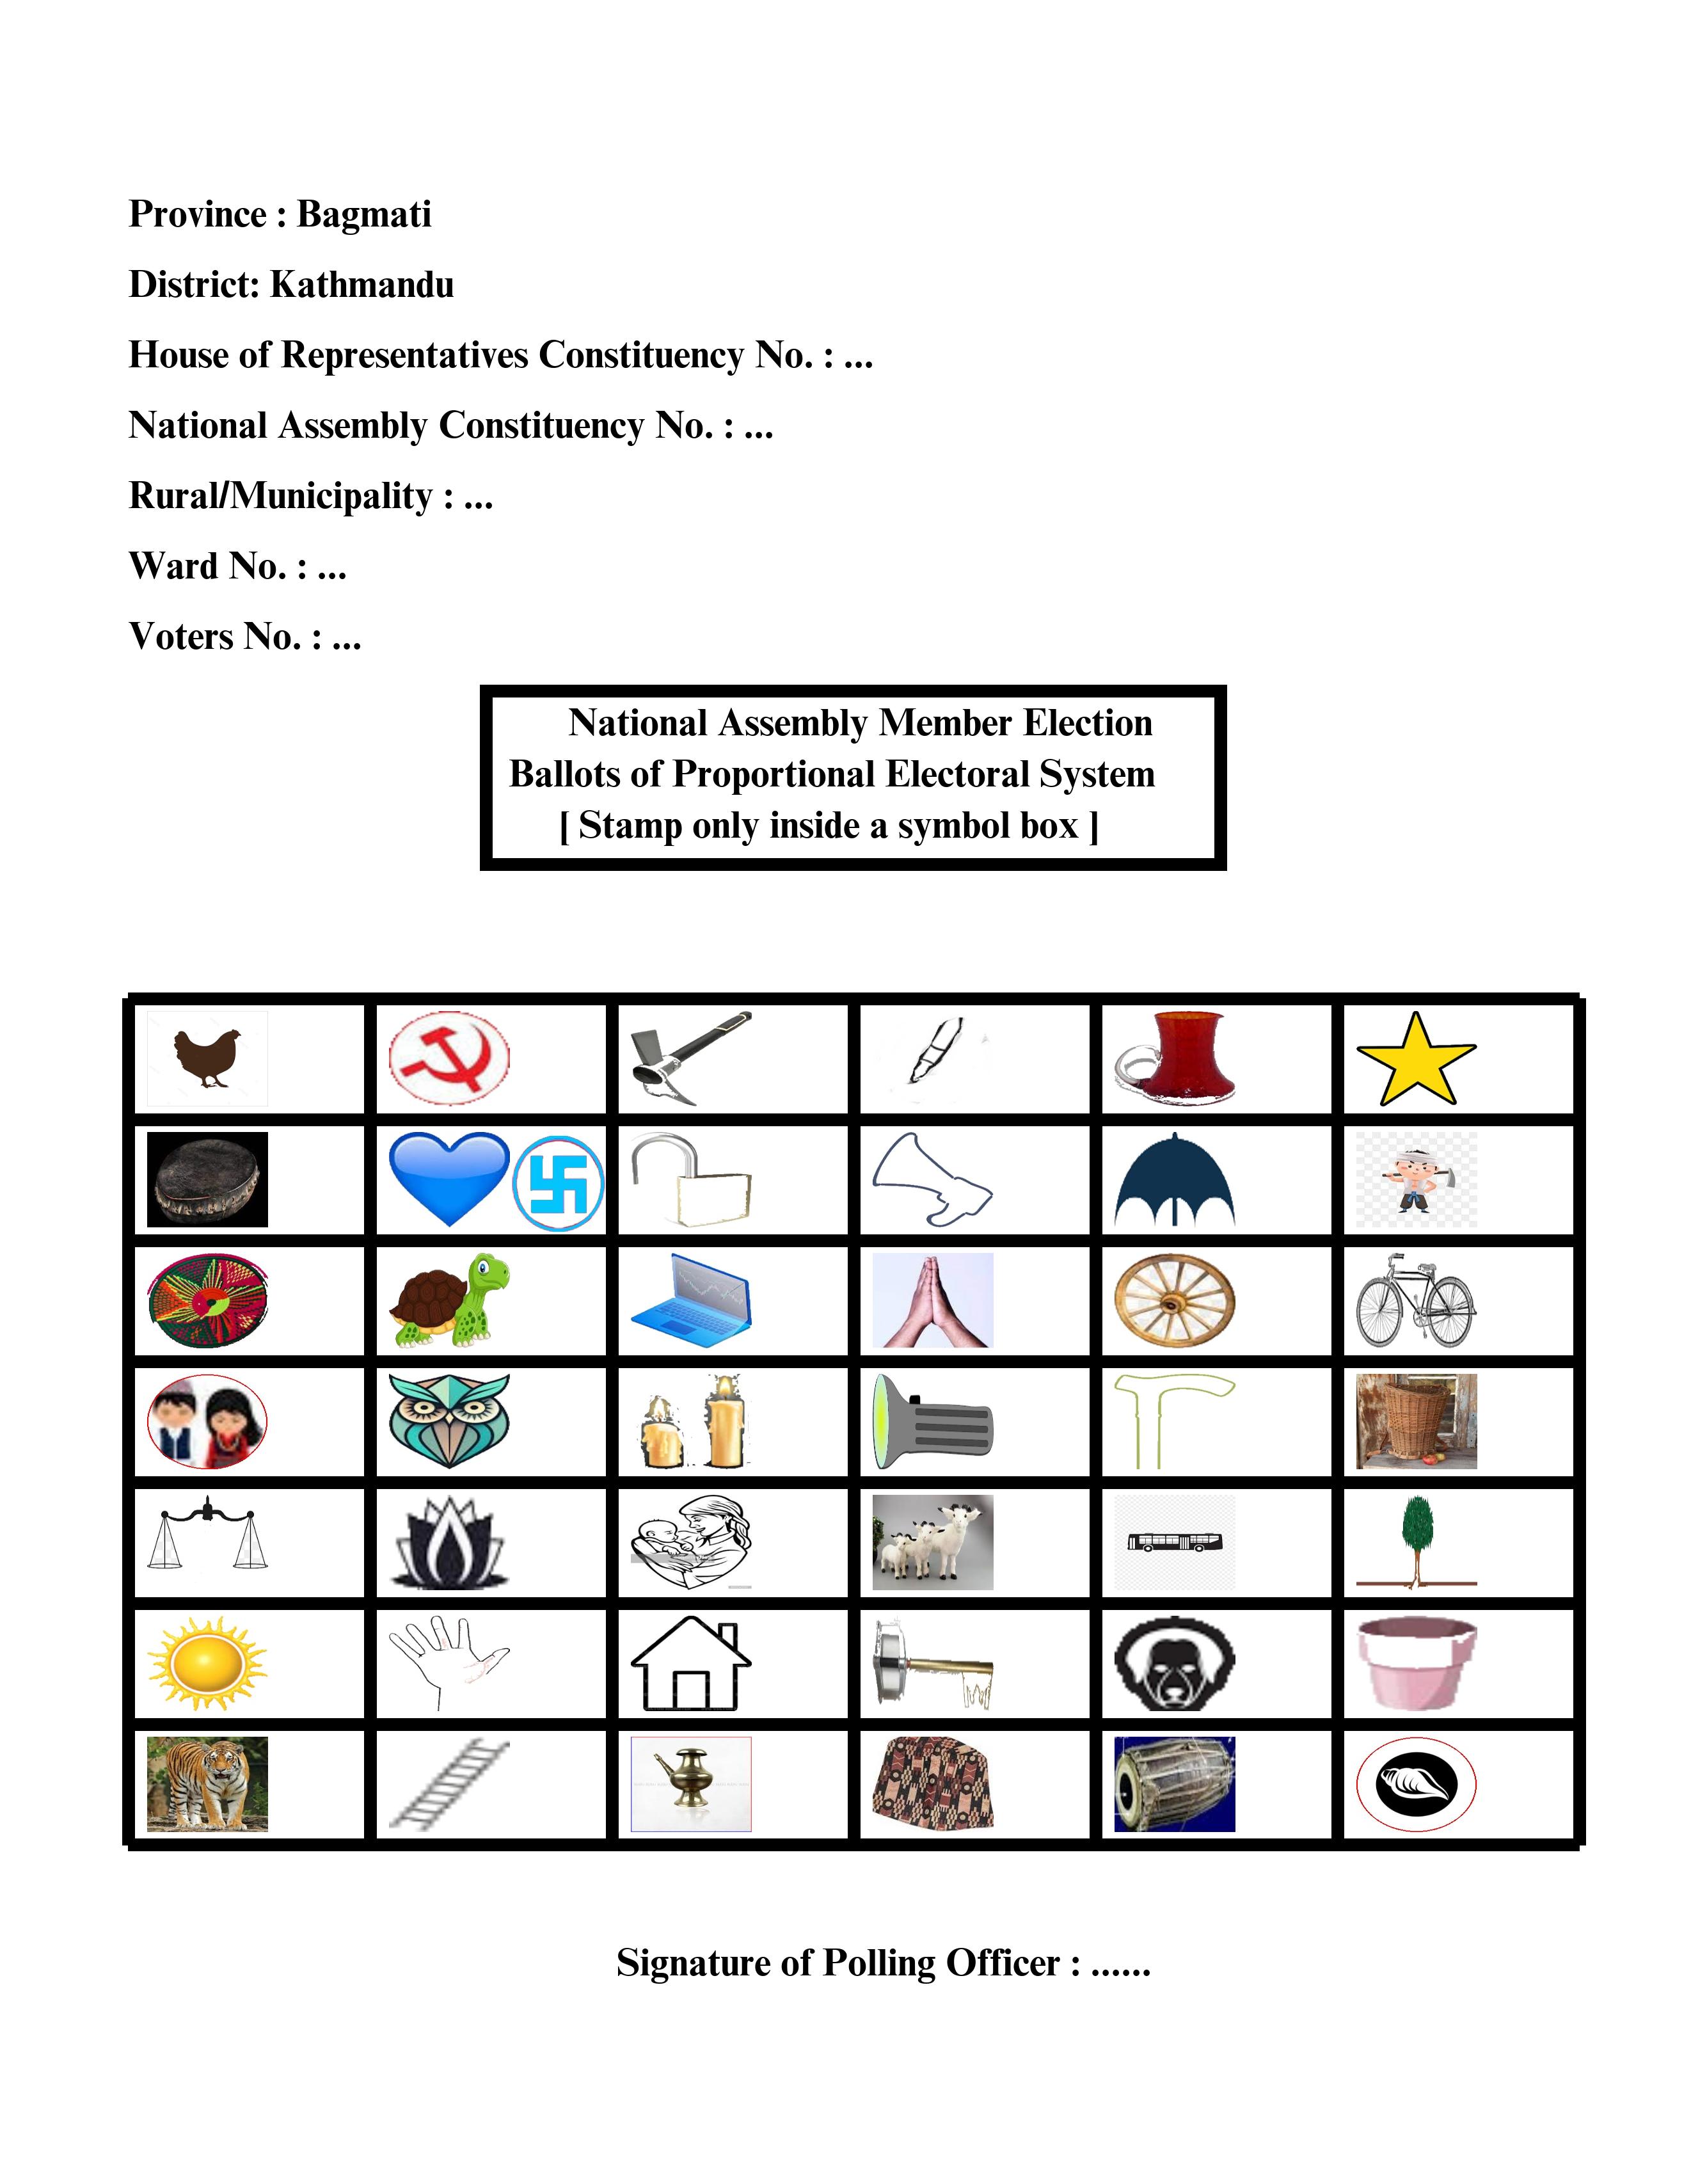 Province : Bagmati
District: Kathmandu
House of Representatives Constituency No. : ...
National Assembly Constituency No. : ...
Rural/Municipality : ...
Ward No. : ...
Voters No. : ...
National Assembly Member Election
Ballots of Proportional Electoral System
[ Stamp only inside a symbol box ]
Signature of Polling Officer : ......